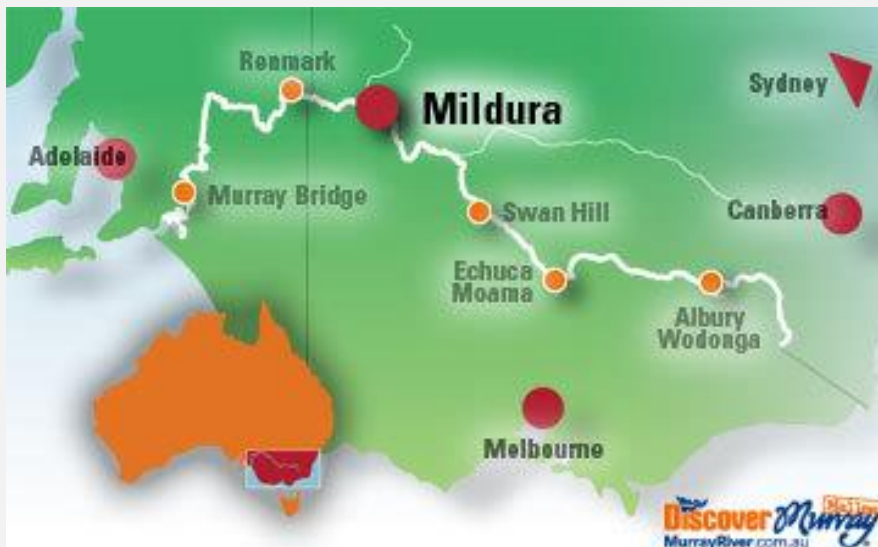 Renmark
Sydney
Mildura
Adelaide
Murray Bridge
Swan Hill
Canberra
Echuca
Moama
Albury
Wodonga
Melbourne
Discover Murray
MurrayRiver.com.au